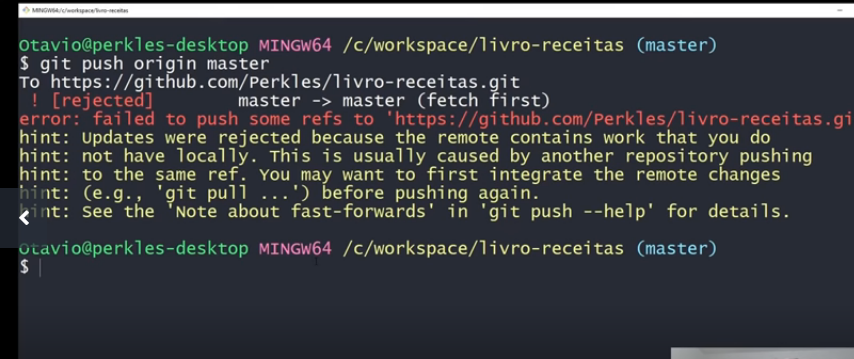 MINGW64:/c/workspace/livro-receitas
Otavio@perkles-desktop MINGW64 /c/workspace/livro-receitas (master)
$ git push origin master
To https://github.com/Perkles/livro-receitas.git
! [rejected]        master -> master (fetch first)
error: failed to push some refs to 'https://github.com/Perkles/livro-receitas.gi
hint: Updates were rejected because the remote contains work that you do
hint: not have locally. This is usually caused by another repository pushing
hint: to the same ref. You may want to first integrate the remote changes
hint: (e.g., 'git pull ...') before pushing again.
hint: See the 'Note about fast-forwards' in 'git push --help' for details.
Otavio@perkles-desktop MINGW64 /c/workspace/livro-receitas (master)
$